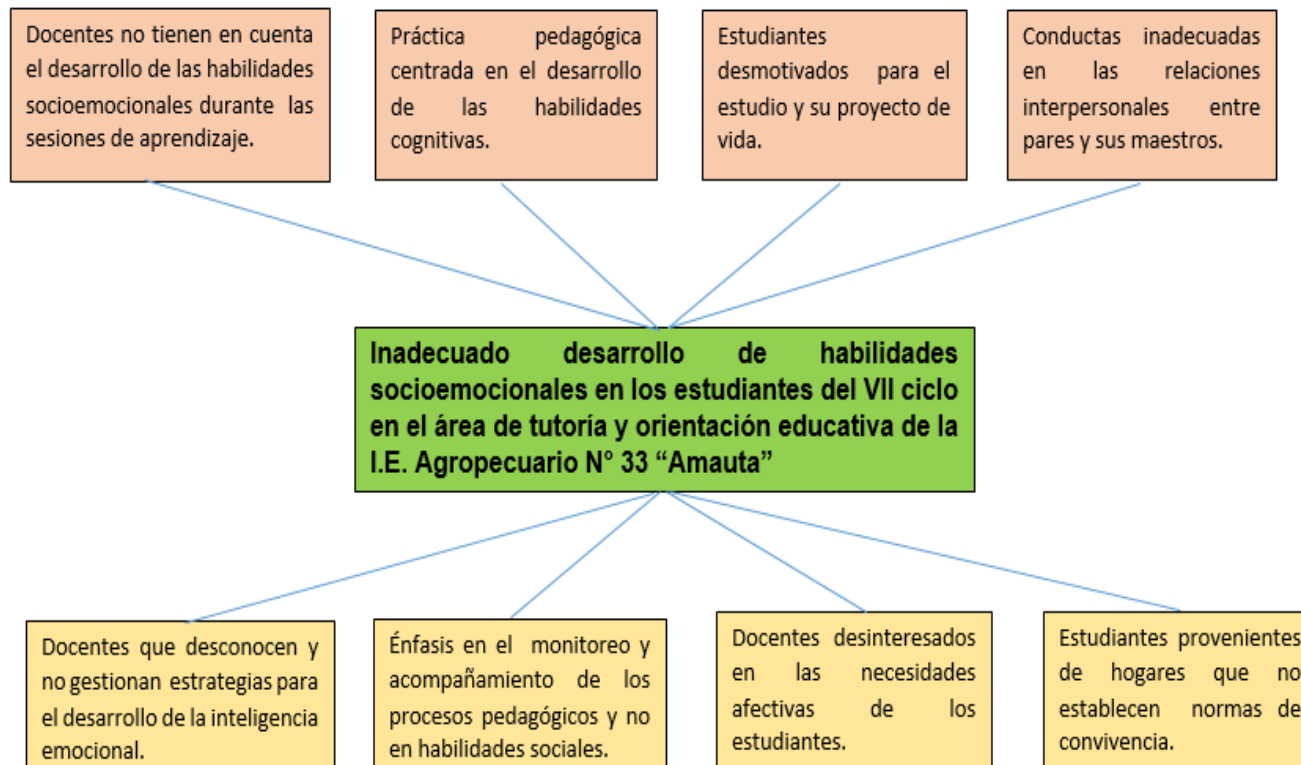 Docentes no tienen en cuenta
el desarrollo de las habilidades
socioemocionales durante las
sesiones de aprendizaje.
Práctica pedagógica
centrada en el desarrollo
de las habilidades
cognitivas.
Estudiantes
desmotivados para el
estudio y su proyecto de
vida.
Conductas inadecuadas
en las relaciones
interpersonales entre
pares y sus maestros.
Inadecuado desarrollo de habilidades
socioemocionales en los estudiantes del VII ciclo
en el área de tutoría y orientación educativa de la
I.E. Agropecuario N° 33 “Amauta”
Docentes que desconocen y
no gestionan estrategias para
el desarrollo de la inteligencia
emocional.
Énfasis en el monitoreo y
acompañamiento de los
procesos pedagógicos y no
en habilidades sociales.
Docentes desinteresados
en las necesidades
afectivas de los
estudiantes.
Estudiantes provenientes
de hogares que no
establecen normas de
convivencia.